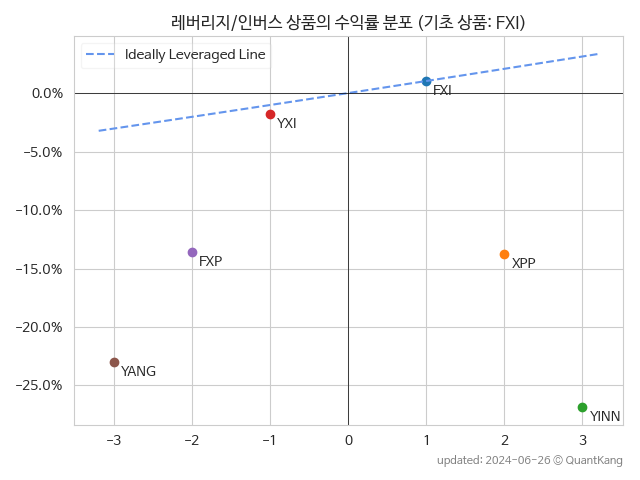 레버리지/인버스 상품의 수익률 분포 (기초 상품: FXI)
Ideally Leveraged Line
0.0%
-5.0%
-10.0%
-15.0%
-20.0%
-25.0%
FXI
YXI
FXP
XPP
YANG
YINN
-3 -2 -1 0 1 2 3
updated: 2024-06-26 © QuantKang